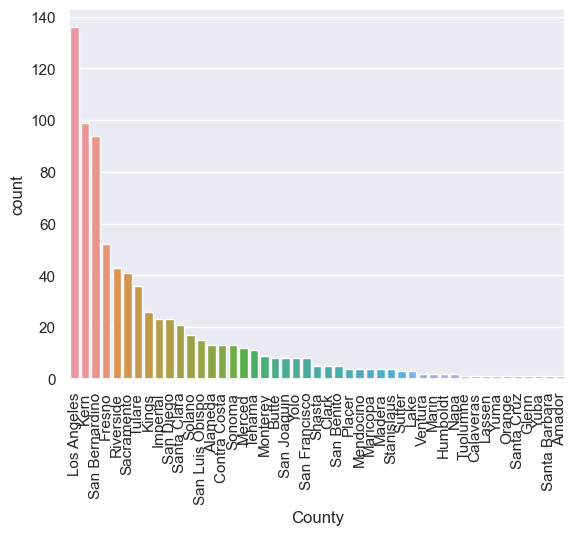 140
120
100
80
60
40
20
0
count
Los Angeles
Kern
San Bernardino
Fresno
Riverside
Sacramento
Tulare
Kings
Imperial
San Diego
Santa Clara
Solano
San Luis Obispo
Alameda
Contra Costa
Sonoma
Merced
Tehama
Monterey
Butte
San Joaquin
Yolo
San Francisco
Shasta
Clark
San Benito
Placer
Mendocino
Maricopa
Madera
Stanislaus
Sutter
Lake
Ventura
Marin
Humboldt
Napa
Tuolumne
Calaveras
Lassen
Yuma
Orange
Santa Cruz
Glenn
Yuba
Santa Barbara
Amador
County